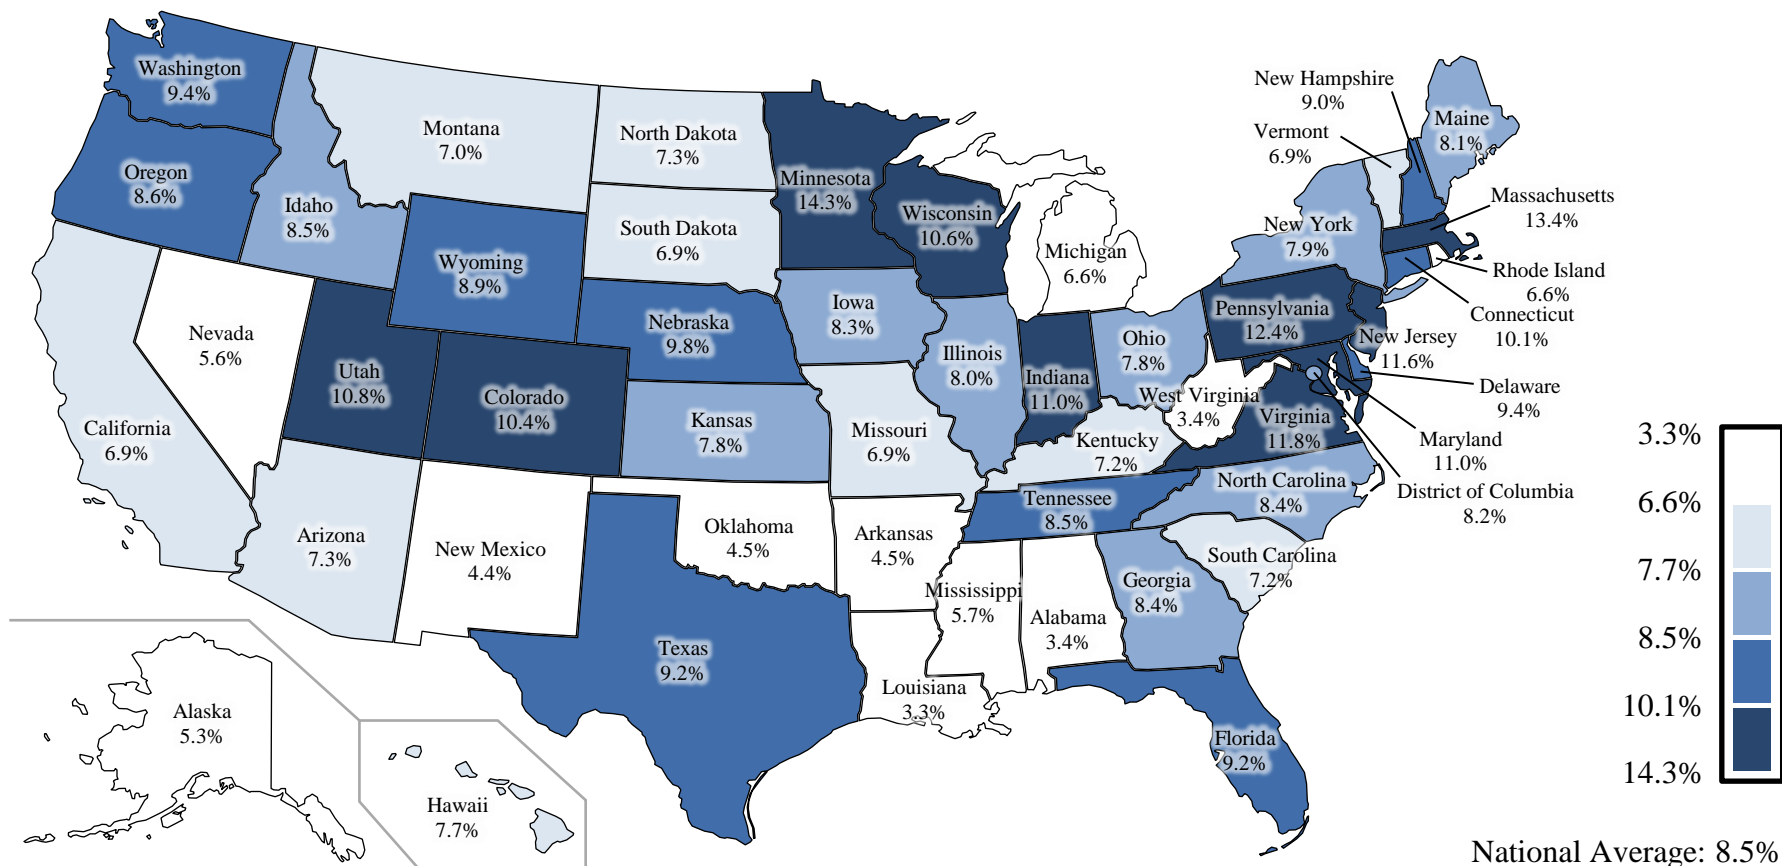 Washington
9.4%
Oregon
8.6%
Idaho
8.5%
Montana
7.0%
North Dakota
7.3%
South Dakota
6.9%
Minnesota
14.3%
Wisconsin
10.6%
Michigan
6.6%
Wyoming
8.9%
Nebraska
9.8%
Iowa
8.3%
Illinois
8.0%
Indiana
11.0%
Ohio
7.8%
Pennsylvania
12.4%
New York
7.9%
Vermont
6.9%
New Hampshire
9.0%
Maine
8.1%
Massachusetts
13.4%
Rhode Island
6.6%
Connecticut
10.1%
New Jersey
11.6%
Delaware
9.4%
Maryland
11.0%
District of Columbia
8.2%
Nevada
5.6%
Utah
10.8%
Colorado
10.4%
Kansas
7.8%
Missouri
6.9%
Kentucky
7.2%
West Virginia
3.4%
Virginia
11.8%
California
6.9%
Arizona
7.3%
New Mexico
4.4%
Oklahoma
4.5%
Arkansas
4.5%
Tennessee
8.5%
North Carolina
8.4%
South Carolina
7.2%
Georgia
8.4%
Alabama
3.4%
Mississippi
5.7%
Louisiana
3.3%
Texas
9.2%
Florida
9.2%
Alaska
5.3%
Hawaii
7.7%
3.3%
6.6%
7.7%
8.5%
10.1%
14.3%
National Average: 8.5%